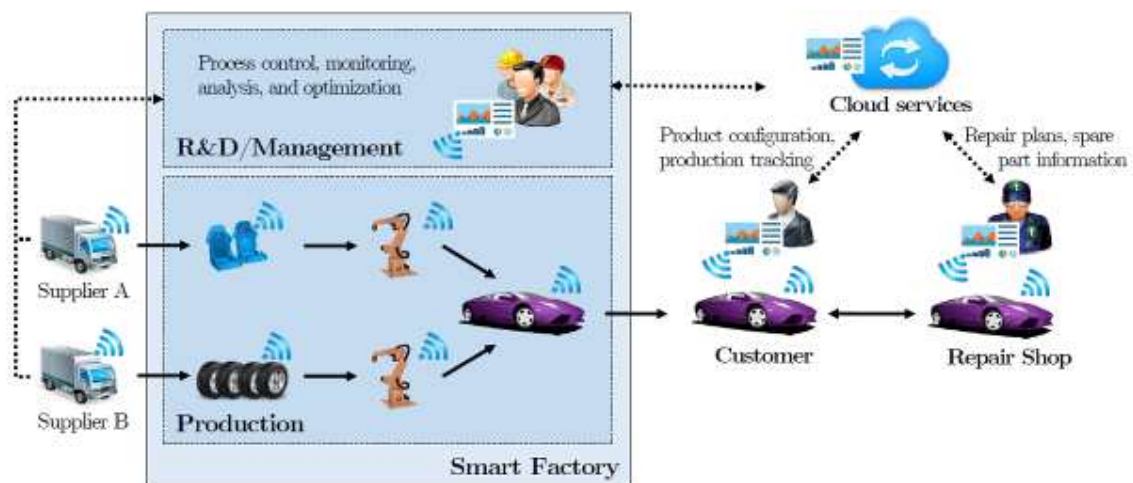 Process control, monitoring,
analysis, and optimization
R&D/Management
Cloud services
Product configuration,
production tracking
Repair plans, spare
part information
Supplier A
Supplier B
Production
Smart Factory
Customer
Repair Shop